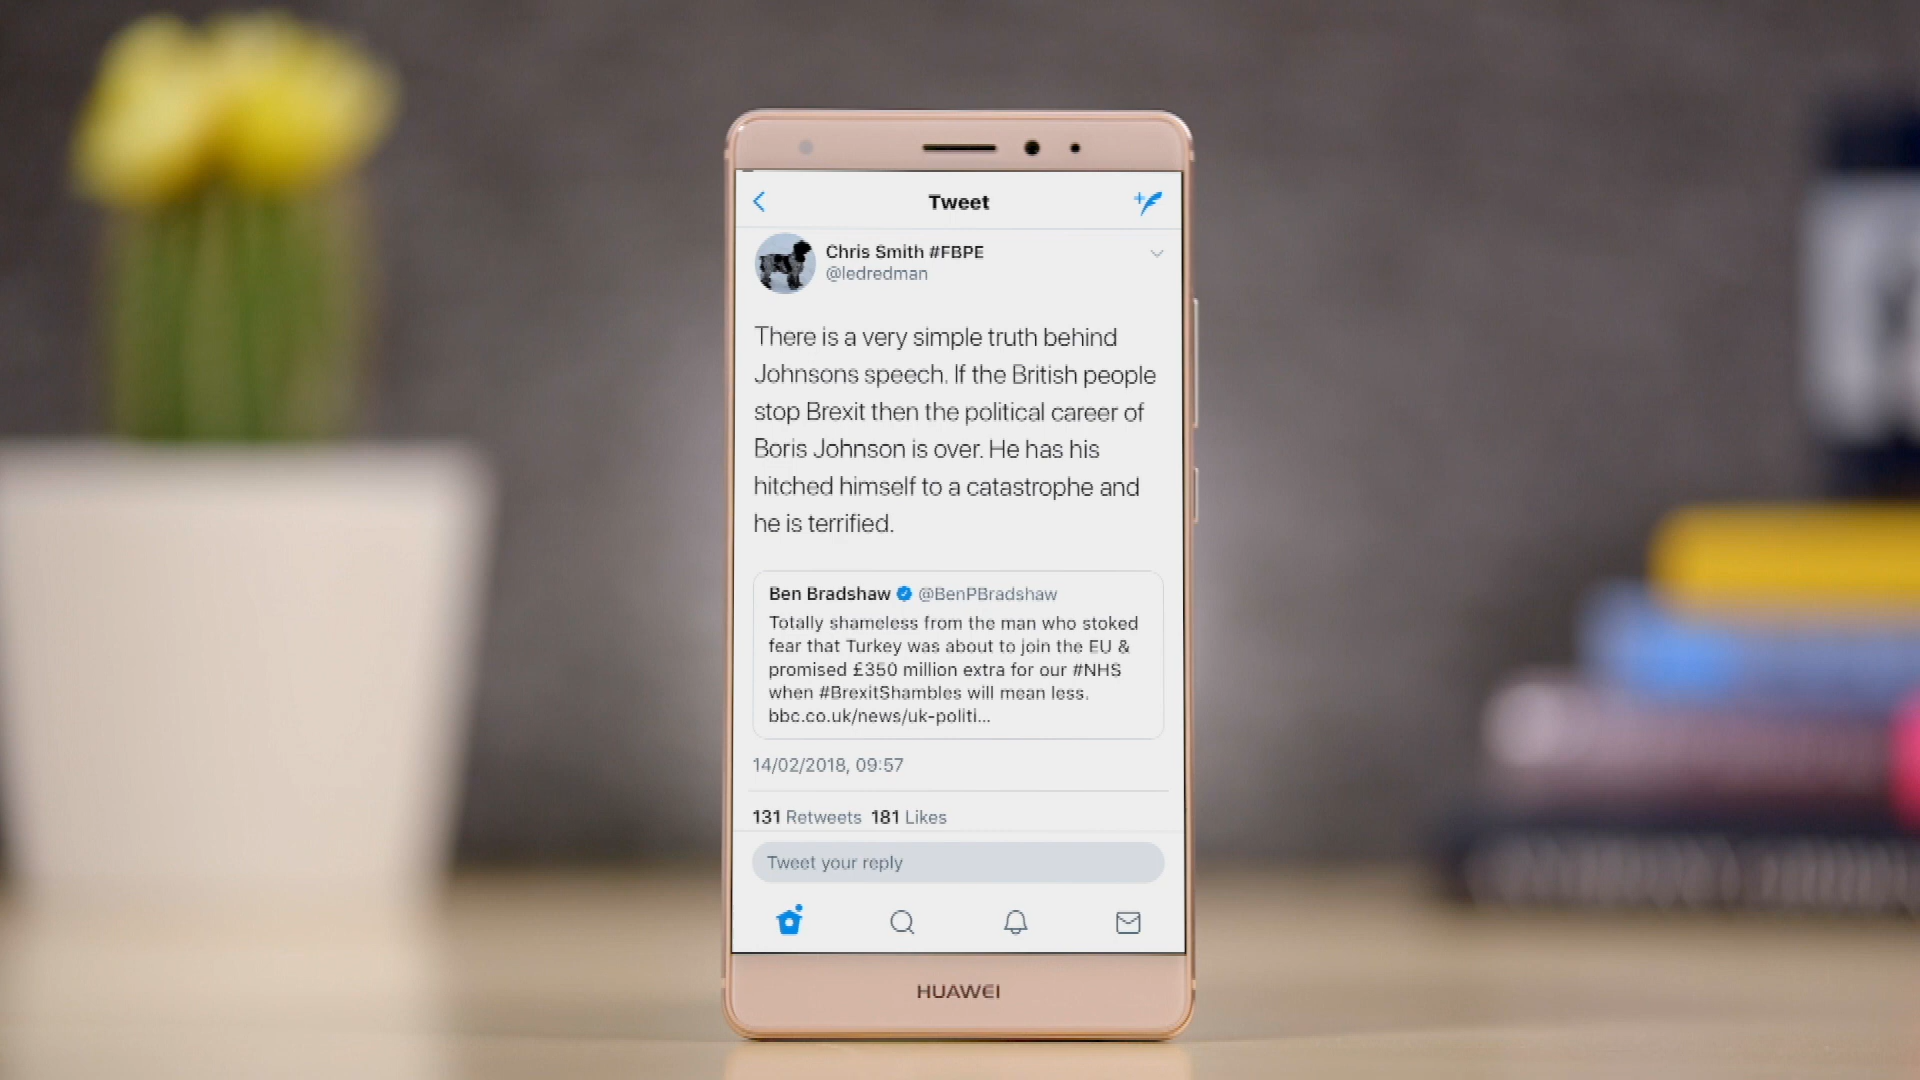 Tweet
Chris Smith #FBPE
@ledredman
There is a very simple truth behind
Johnsons speech. If the British people
stop Brexit then the political career of
Boris Johnson is over. He has his
hitched himself to a catastrophe and
he is terrified.
Ben Bradshaw @BenPBradshaw
Totally shameless from the man who stoked
fear that Turkey was about to join the EU &
promised £350 million extra for our #NHS
when #BrexitShambles will mean less.
bbc.co.uk/news/uk-politi...
14/02/2018, 09:57
131 Retweets 181 Likes
Tweet your reply
HUAWEI